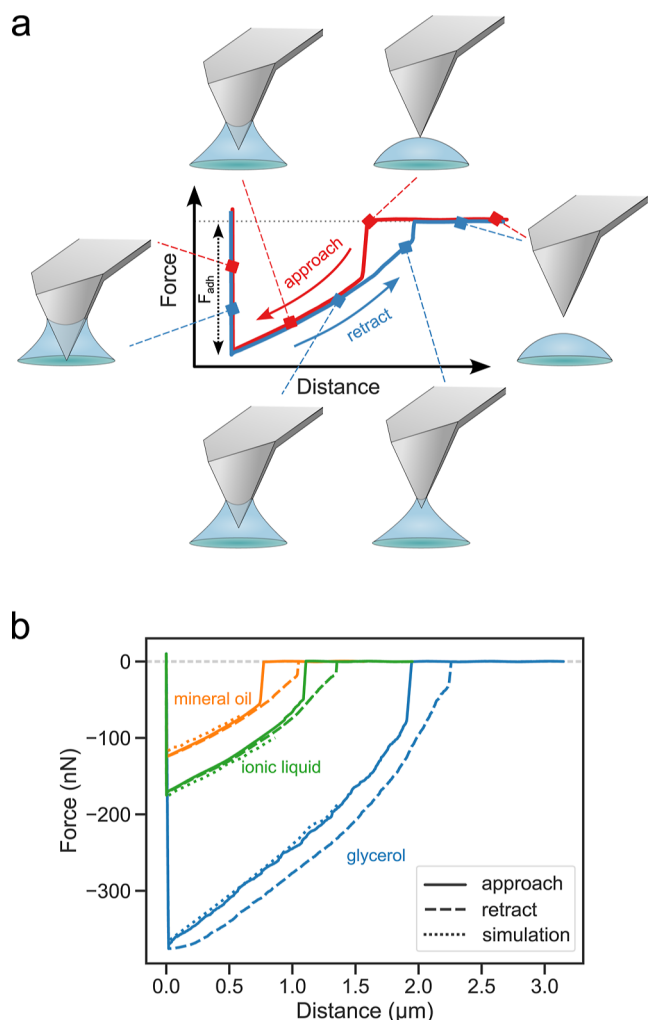 a
Force
F_adh
approach
retract
Distance
b
Force (nN)
0
−100
−200
−300
mineral oil
ionic liquid
glycerol
approach
retract
simulation
0.0 0.5 1.0 1.5 2.0 2.5 3.0
Distance (µm)